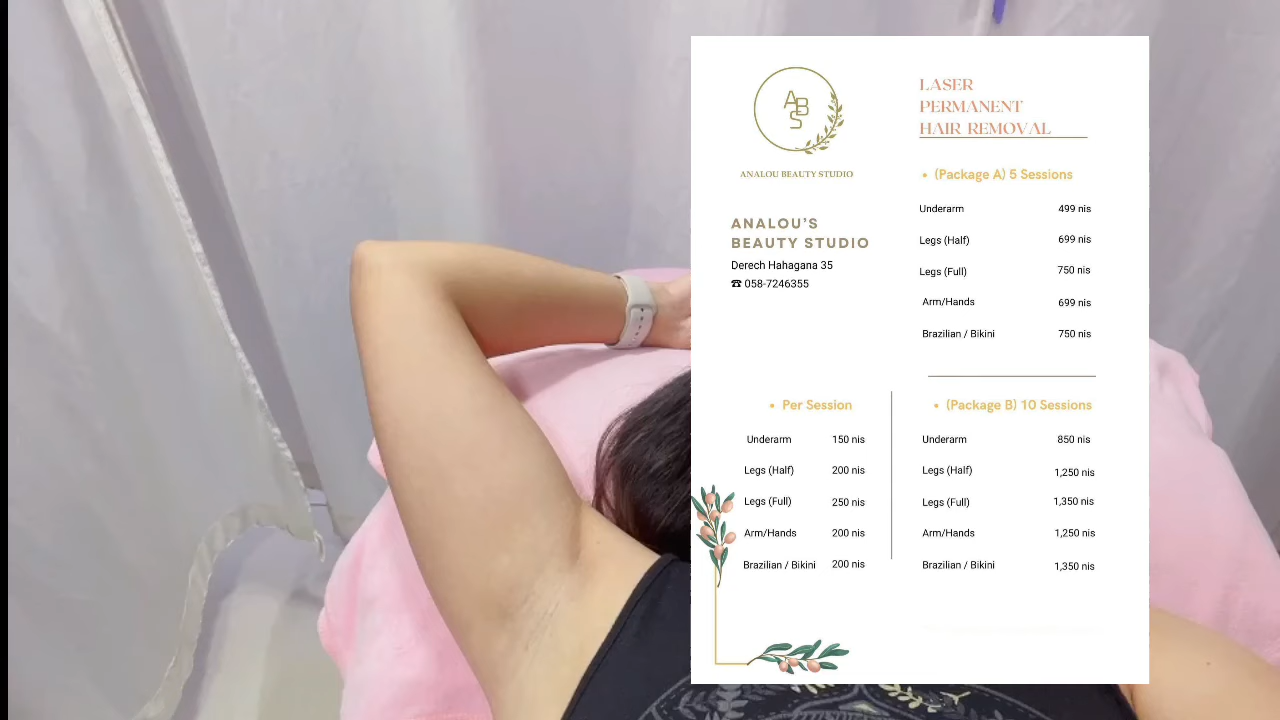 ABS
ANALOU BEAUTY STUDIO
ANALOU'S
BEAUTY STUDIO
Derech Hahagana 35
☎ 058-7246355
LASER
PERMANENT
HAIR REMOVAL
• (Package A) 5 Sessions
Underarm 499 nis
Legs (Half) 699 nis
Legs (Full) 750 nis
Arm/Hands 699 nis
Brazilian / Bikini 750 nis
• Per Session
Underarm 150 nis
Legs (Half) 200 nis
Legs (Full) 250 nis
Arm/Hands 200 nis
Brazilian / Bikini 200 nis
• (Package B) 10 Sessions
Underarm 850 nis
Legs (Half) 1,250 nis
Legs (Full) 1,350 nis
Arm/Hands 1,250 nis
Brazilian / Bikini 1,350 nis